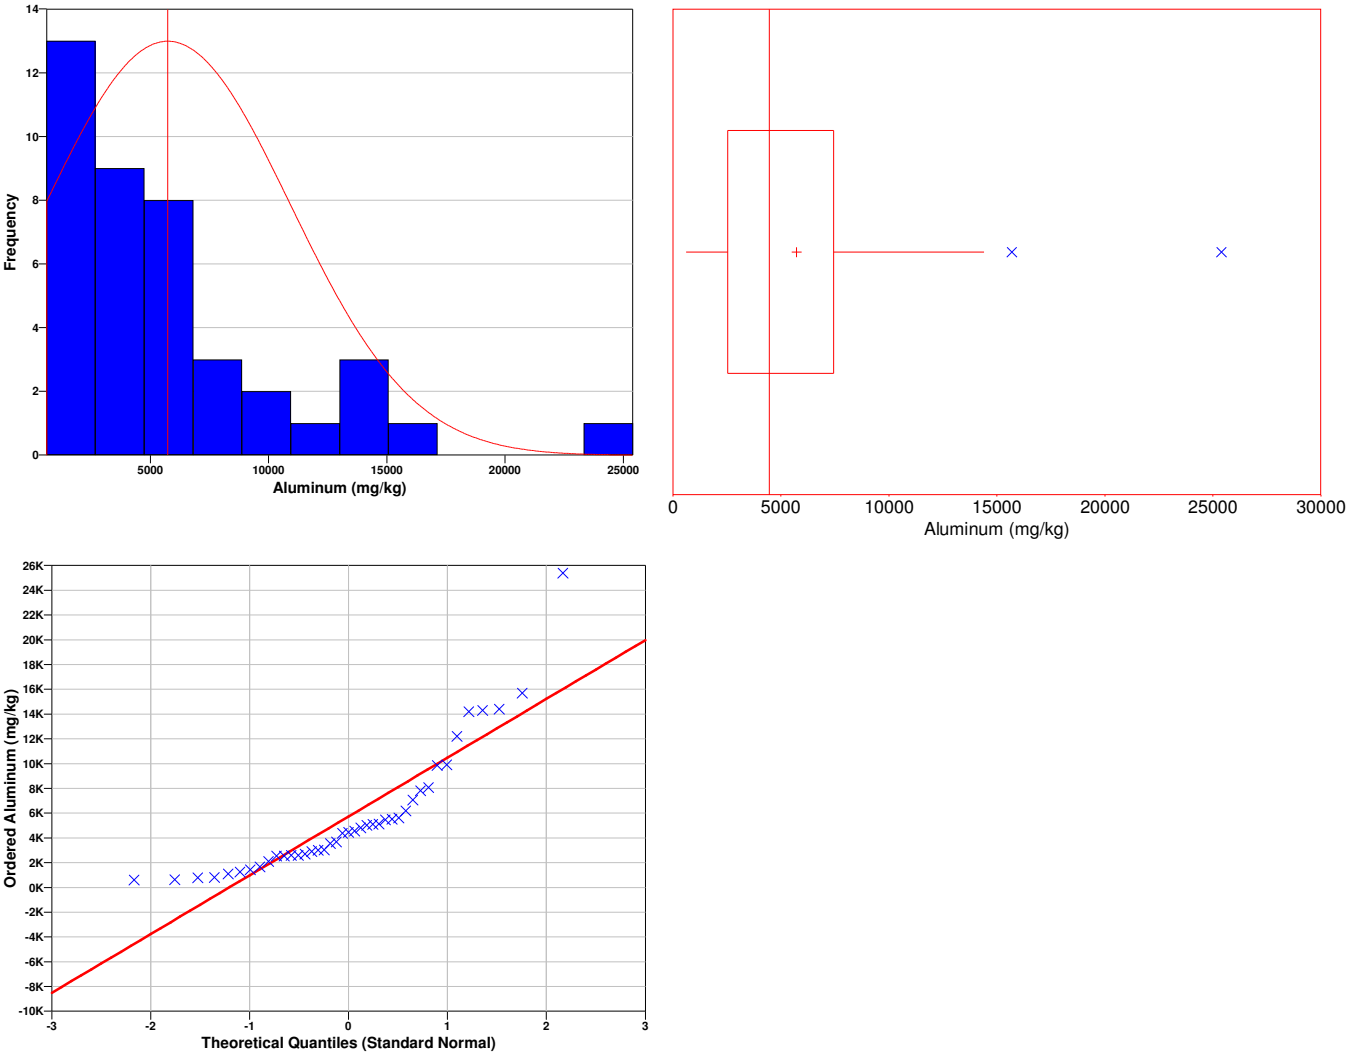 14
12
10
8
6
4
2
0
Frequency
5000 10000 15000 20000 25000
Aluminum (mg/kg)
0 5000 10000 15000 20000 25000 30000
Aluminum (mg/kg)
26K
24K
22K
20K
18K
16K
14K
12K
10K
8K
6K
4K
2K
0K
-2K
-4K
-6K
-8K
-10K
Ordered Aluminum (mg/kg)
-3 -2 -1 0 1 2 3
Theoretical Quantiles (Standard Normal)